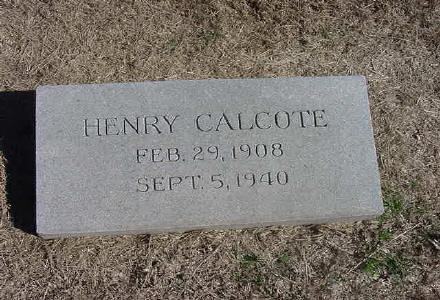 HENRY CALCOTE
FEB. 29, 1908
SEPT. 5, 1940